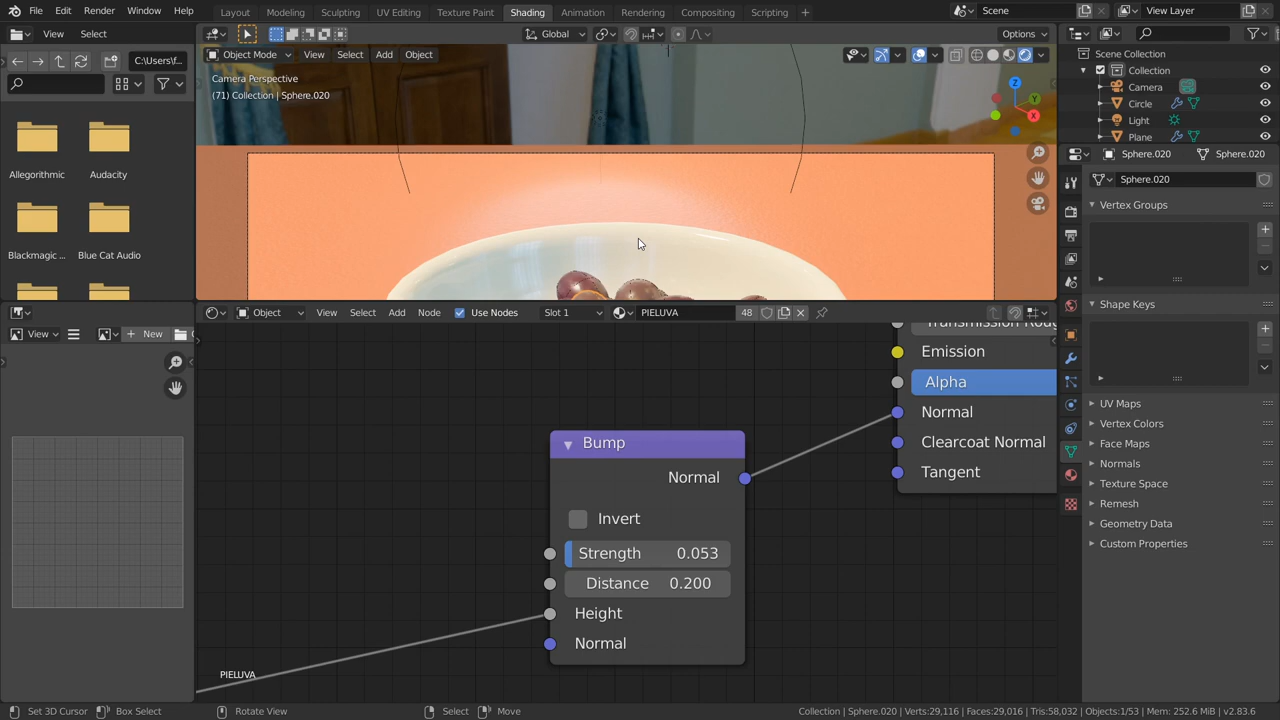 File Edit Render Window Help Layout Modeling Sculpting UV Editing Texture Paint Shading Animation Rendering Compositing Scripting + Scene View Layer
View Select Global Options
C:\Users\f... Object Mode View Select Add Object
Camera Perspective
(71) Collection | Sphere.020
Z
Y
X
Scene Collection
Collection
Camera
Circle
Light
Plane
Sphere.020 Sphere.020
Sphere.020
Vertex Groups
Shape Keys
UV Maps
Vertex Colors
Face Maps
Normals
Texture Space
Remesh
Geometry Data
Custom Properties
Allegorithmic Audacity
Blackmagic ... Blue Cat Audio
Object View Select Add Node Use Nodes Slot 1 PIELUVA 48
View New
Emission
Alpha
Normal
Clearcoat Normal
Tangent
Bump
Normal
Invert
Strength 0.053
Distance 0.200
Height
Normal
PIELUVA
Set 3D Cursor Box Select Rotate View Select Move Collection | Sphere.020 | Verts:29,116 | Faces:29,016 | Tris:58,032 | Objects:1/53 | Mem: 252.6 MiB | v2.83.6